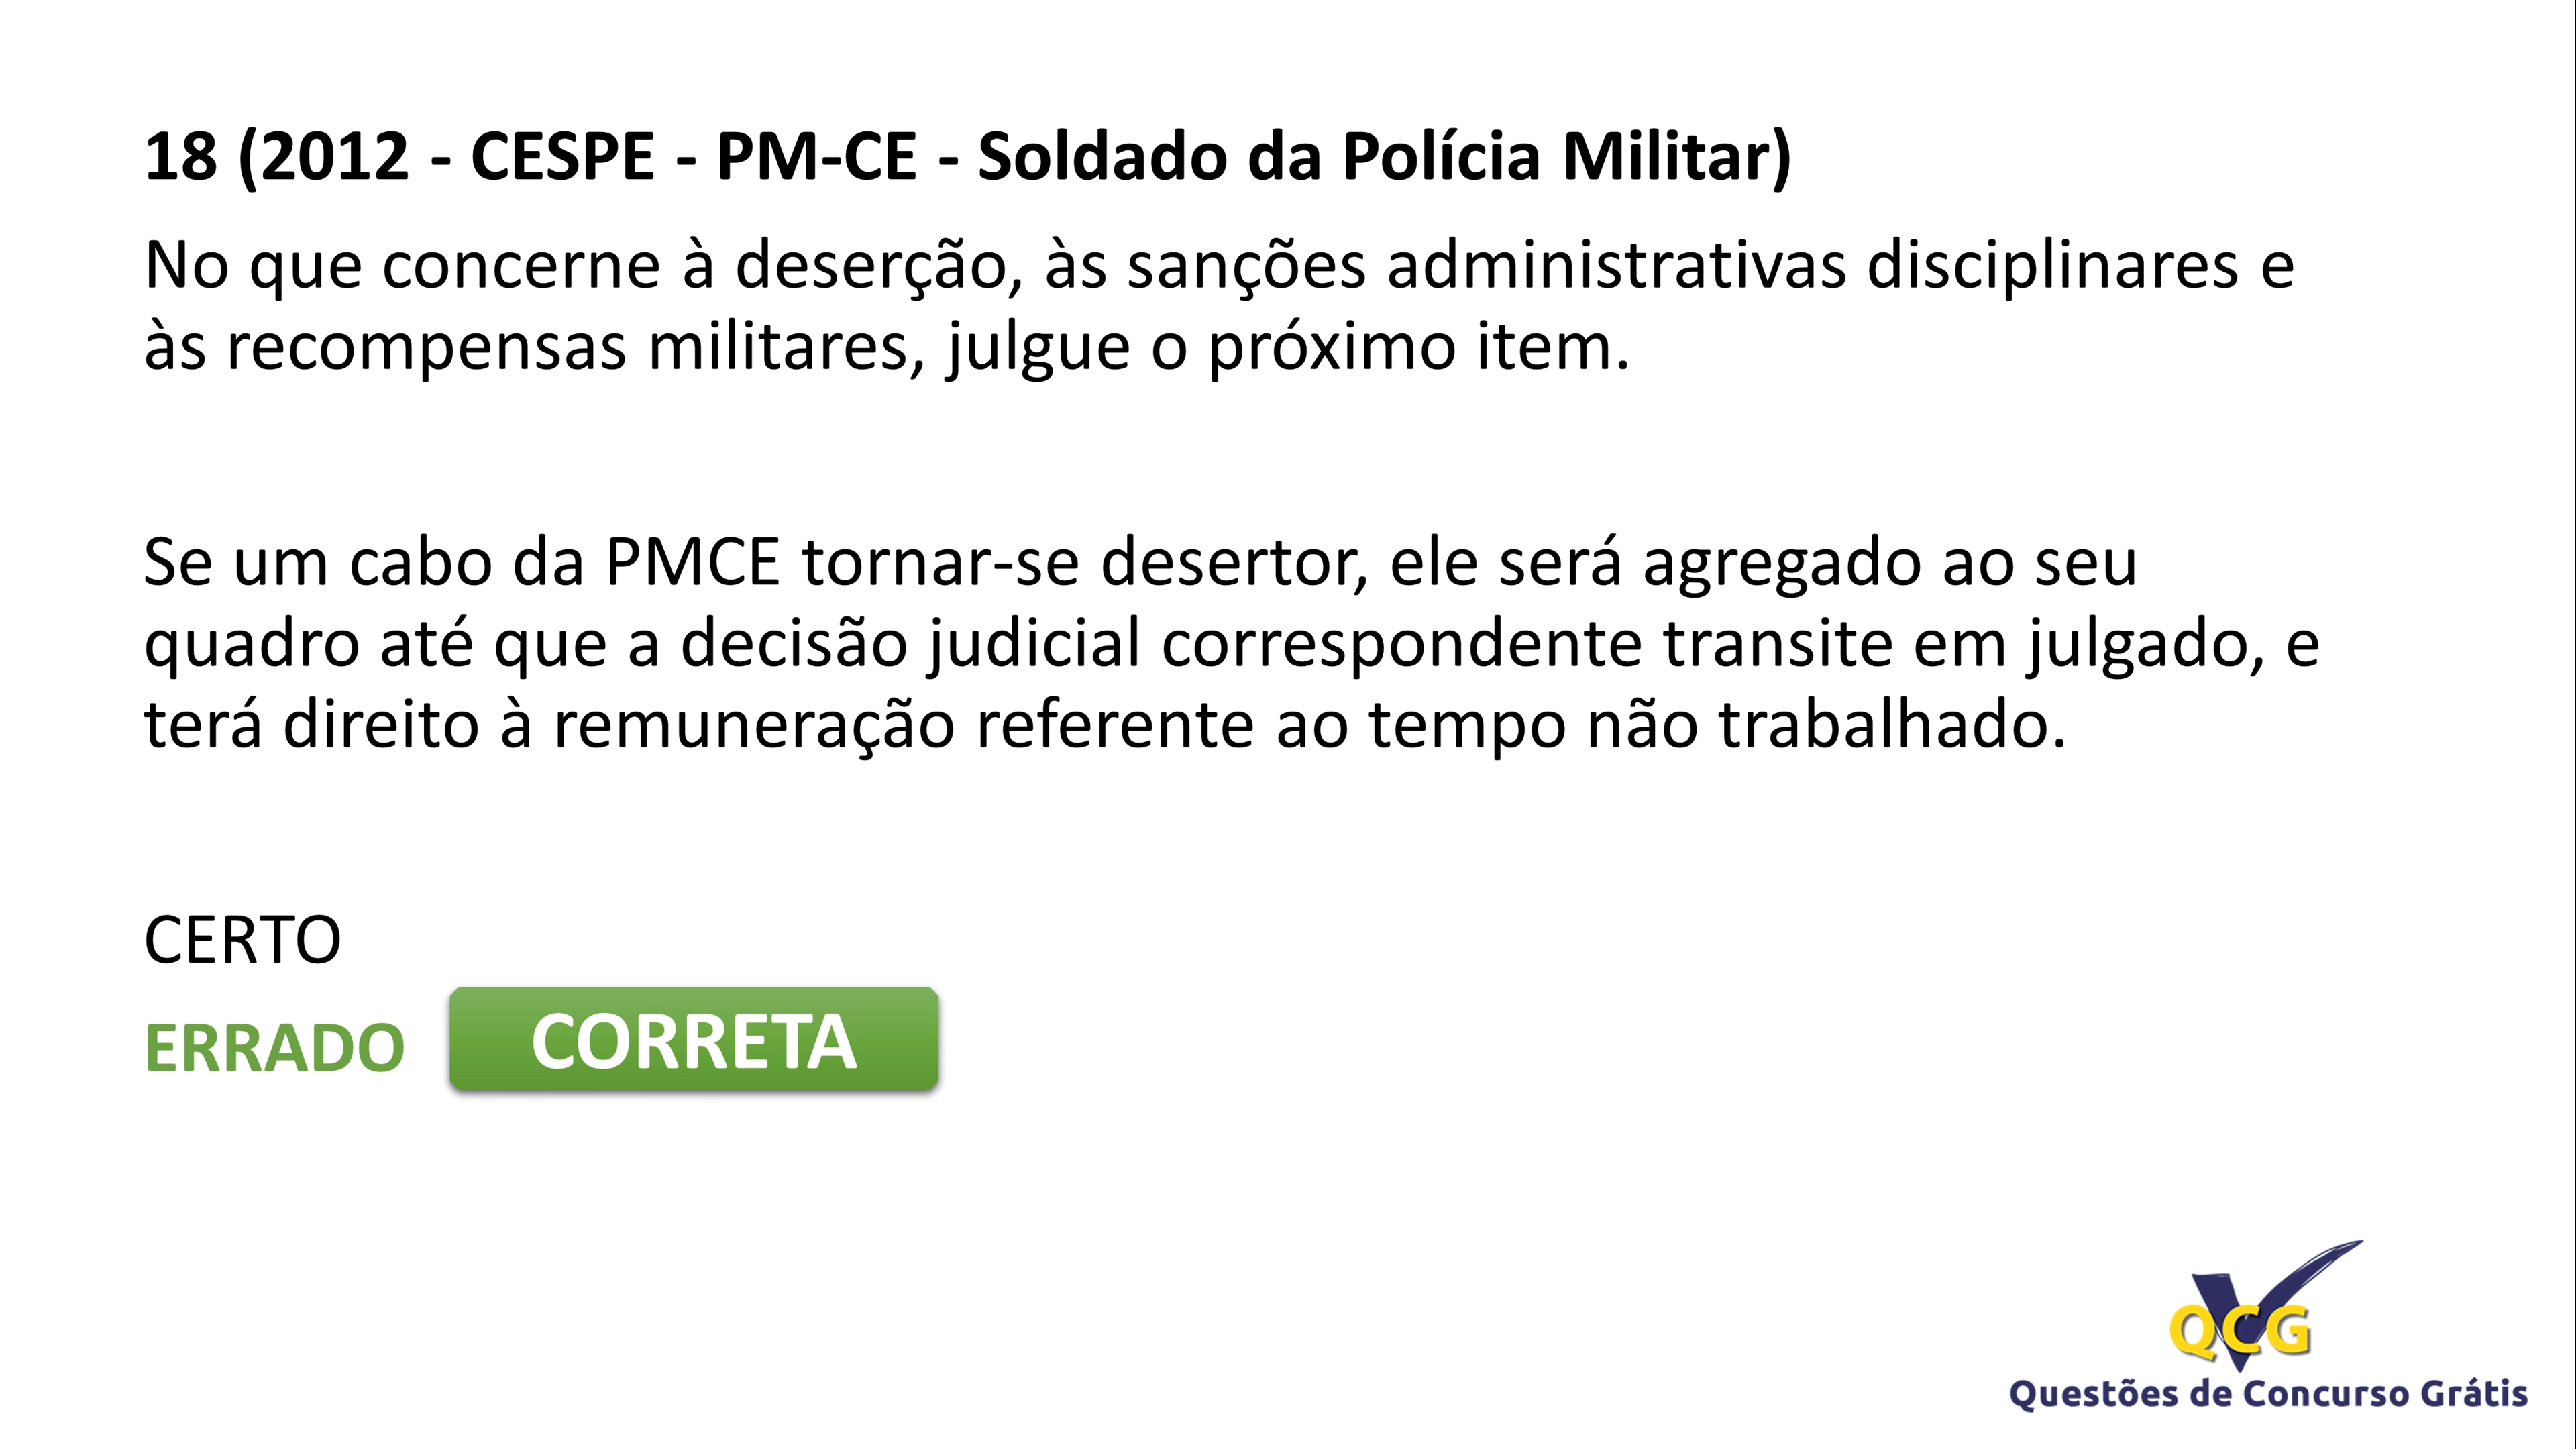 18 (2012 - CESPE - PM-CE - Soldado da Polícia Militar)
No que concerne à deserção, às sanções administrativas disciplinares e
às recompensas militares, julgue o próximo item.
Se um cabo da PMCE tornar-se desertor, ele será agregado ao seu
quadro até que a decisão judicial correspondente transite em julgado, e
terá direito à remuneração referente ao tempo não trabalhado.
CERTO
ERRADO CORRETA
QCG
Questões de Concurso Grátis